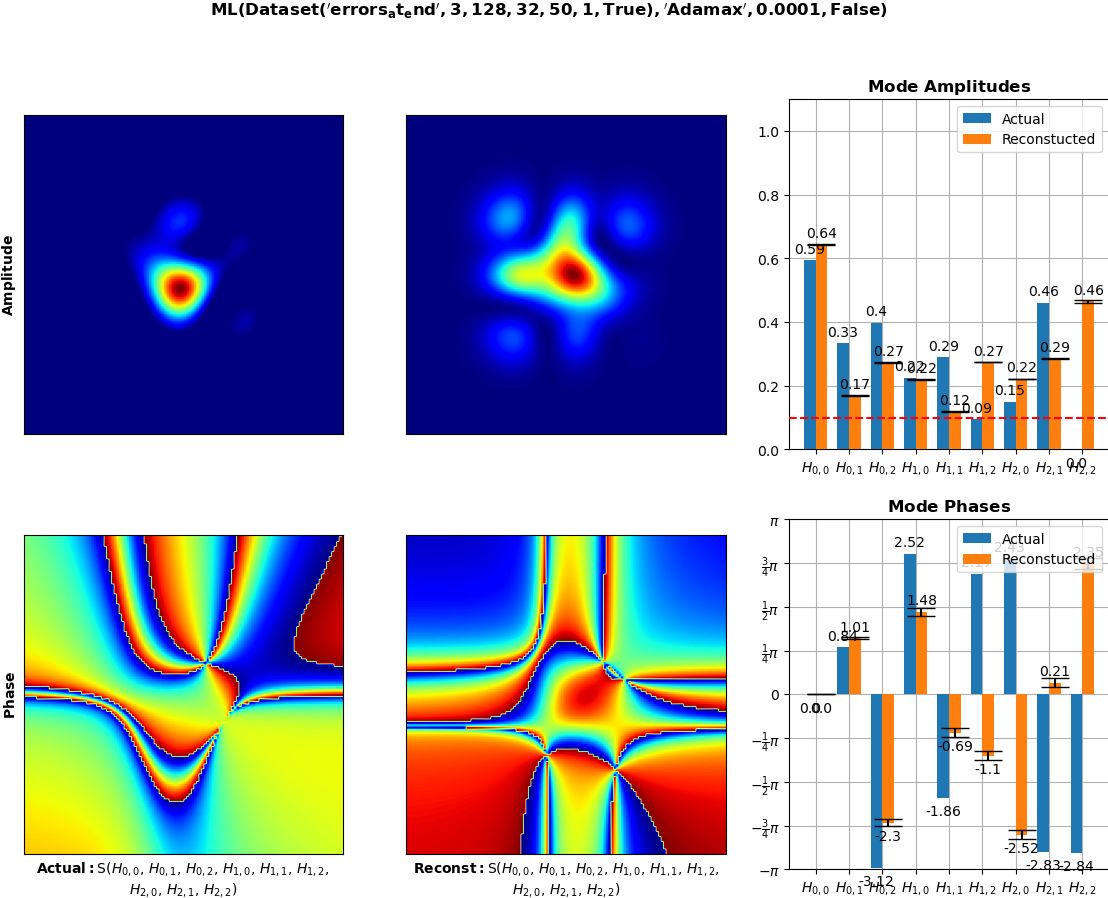 ML(Dataset('errors_at_end', 3, 128, 32, 50, 1, True), 'Adamax', 0.0001, False)
Amplitude
Mode Amplitudes
Actual
Reconstucted
1.0
0.8
0.6
0.4
0.2
0.0
0.59
0.64
0.33
0.17
0.4
0.27
0.22
0.22
0.29
0.12
0.09
0.27
0.15
0.22
0.46
0.29
0.0
0.46
H0,0 H0,1 H0,2 H1,0 H1,1 H1,2 H2,0 H2,1 H2,2
Phase
Mode Phases
Actual
Reconstucted
π
3/4π
1/2π
1/4π
0
−1/4π
−1/2π
−3/4π
−π
0.0
0.0
0.84
1.01
-3.12
-2.3
2.52
1.48
-1.86
-0.69
-1.1
2.43
-2.52
-2.83
0.21
-2.84
2.35
H0,0 H0,1 H0,2 H1,0 H1,1 H1,2 H2,0 H2,1 H2,2
Actual: S(H0,0, H0,1, H0,2, H1,0, H1,1, H1,2,
H2,0, H2,1, H2,2)
Reconst: S(H0,0, H0,1, H0,2, H1,0, H1,1, H1,2,
H2,0, H2,1, H2,2)